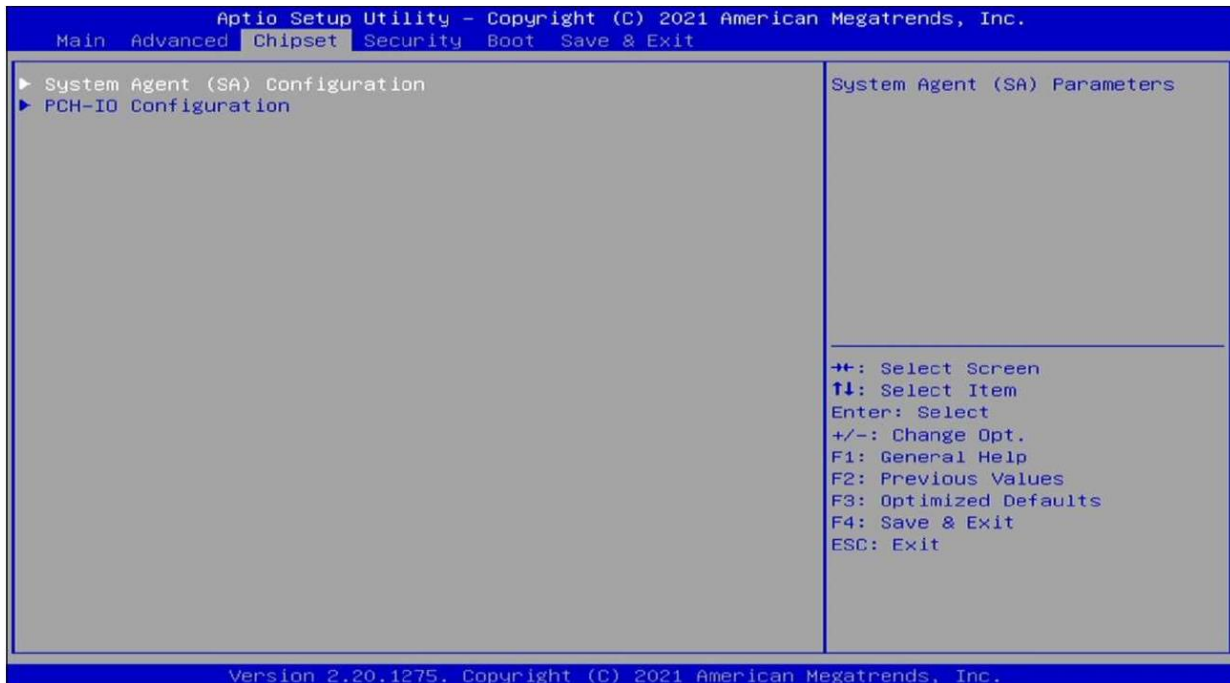 Aptio Setup Utility – Copyright (C) 2021 American Megatrends, Inc.
Main Advanced Chipset Security Boot Save & Exit
▶ System Agent (SA) Configuration
▶ PCH-IO Configuration
System Agent (SA) Parameters
→←: Select Screen
↑↓: Select Item
Enter: Select
+/-: Change Opt.
F1: General Help
F2: Previous Values
F3: Optimized Defaults
F4: Save & Exit
ESC: Exit
Version 2.20.1275. Copyright (C) 2021 American Megatrends, Inc.